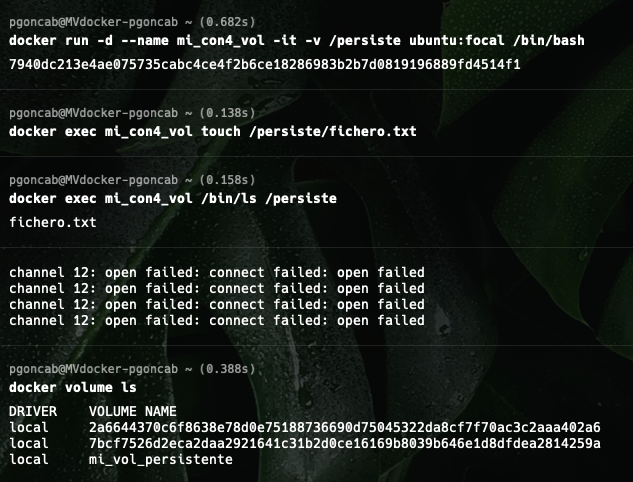 pgoncab@MVdocker-pgoncab ~ (0.682s)
docker run -d --name mi_con4_vol -it -v /persiste ubuntu:focal /bin/bash
7940dc213e4ae075735cabc4ce4f2b6ce18286983b2b7d0819196889fd4514f1
pgoncab@MVdocker-pgoncab ~ (0.138s)
docker exec mi_con4_vol touch /persiste/fichero.txt
pgoncab@MVdocker-pgoncab ~ (0.158s)
docker exec mi_con4_vol /bin/ls /persiste
fichero.txt
channel 12: open failed: connect failed: open failed
channel 12: open failed: connect failed: open failed
channel 12: open failed: connect failed: open failed
channel 12: open failed: connect failed: open failed
pgoncab@MVdocker-pgoncab ~ (0.388s)
docker volume ls
DRIVER    VOLUME NAME
local     2a6644370c6f8638e78d0e75188736690d75045322da8cf7f70ac3c2aaa402a6
local     7bcf7526d2eca2daa2921641c31b2d0ce16169b8039b646e1d8dfdea2814259a
local     mi_vol_persistente